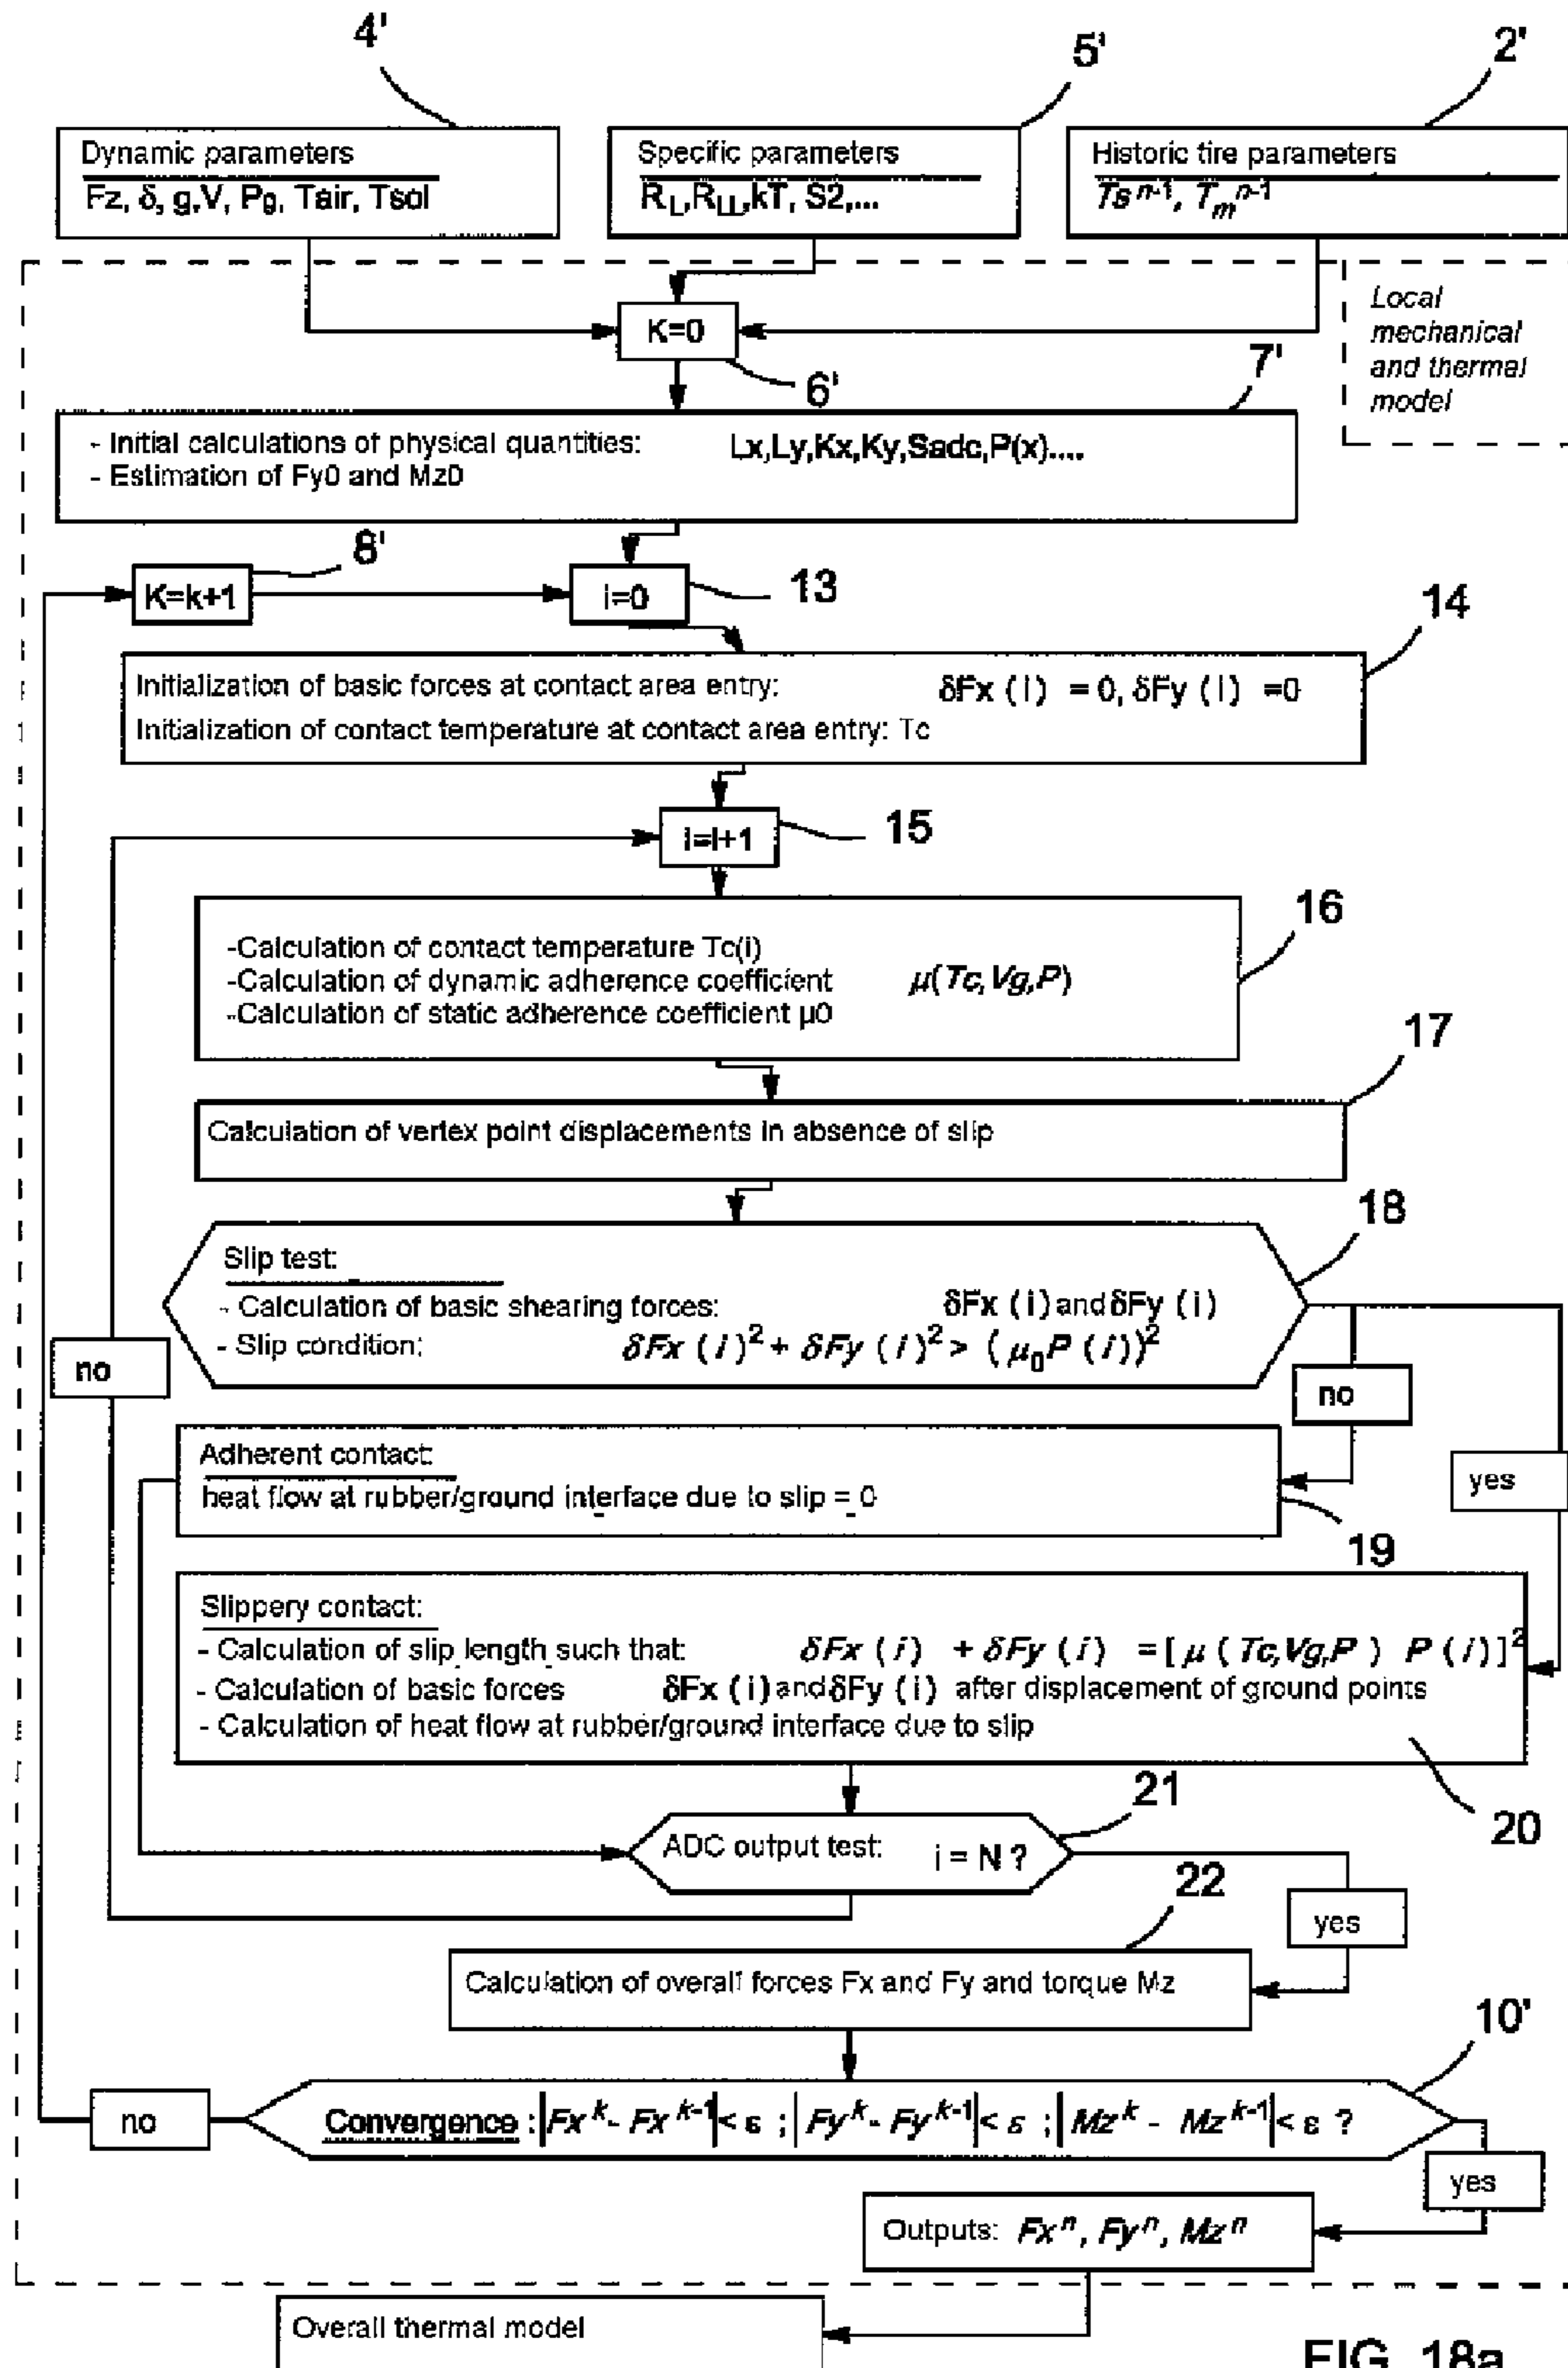 4'
5'
2'
Dynamic parameters
Fz, δ, g,V, Pg, Tair, Tsol
Specific parameters
R_L,R_LL,kT, S2,...
Historic tire parameters
Ts^n-1, T_m^n-1
Local
mechanical
and thermal
model
K=0
6'
7'
- Initial calculations of physical quantities: Lx,Ly,Kx,Ky,Sadc,P(x)....
- Estimation of Fy0 and Mz0
8'
K=k+1
i=0
13
14
Initialization of basic forces at contact area entry: δFx (i) = 0, δFy (i) =0
Initialization of contact temperature at contact area entry: Tc
i=i+1
15
16
-Calculation of contact temperature Tc(i)
-Calculation of dynamic adherence coefficient μ(Tc,Vg,P)
-Calculation of static adherence coefficient μ0
17
Calculation of vertex point displacements in absence of slip
18
Slip test:
- Calculation of basic shearing forces: δFx (i) and δFy (i)
- Slip condition: δFx (i)² + δFy (i)² > (μ₀P (i))²
no
no
yes
Adherent contact:
heat flow at rubber/ground interface due to slip = 0
19
Slippery contact:
- Calculation of slip length such that: δFx (i) + δFy (i) =[ μ ( Tc,Vg,P ) P (i)]²
- Calculation of basic forces δFx (i) and δFy (i) after displacement of ground points
- Calculation of heat flow at rubber/ground interface due to slip
20
21
ADC output test: i = N ?
22
yes
Calculation of overall forces Fx and Fy and torque Mz
10'
no
Convergence : |Fx^k - Fx^k-1| < ε ; |Fy^k - Fy^k-1| < ε ; |Mz^k - Mz^k-1| < ε ?
yes
Outputs: Fx^n, Fy^n, Mz^n
Overall thermal model
FIG. 18a